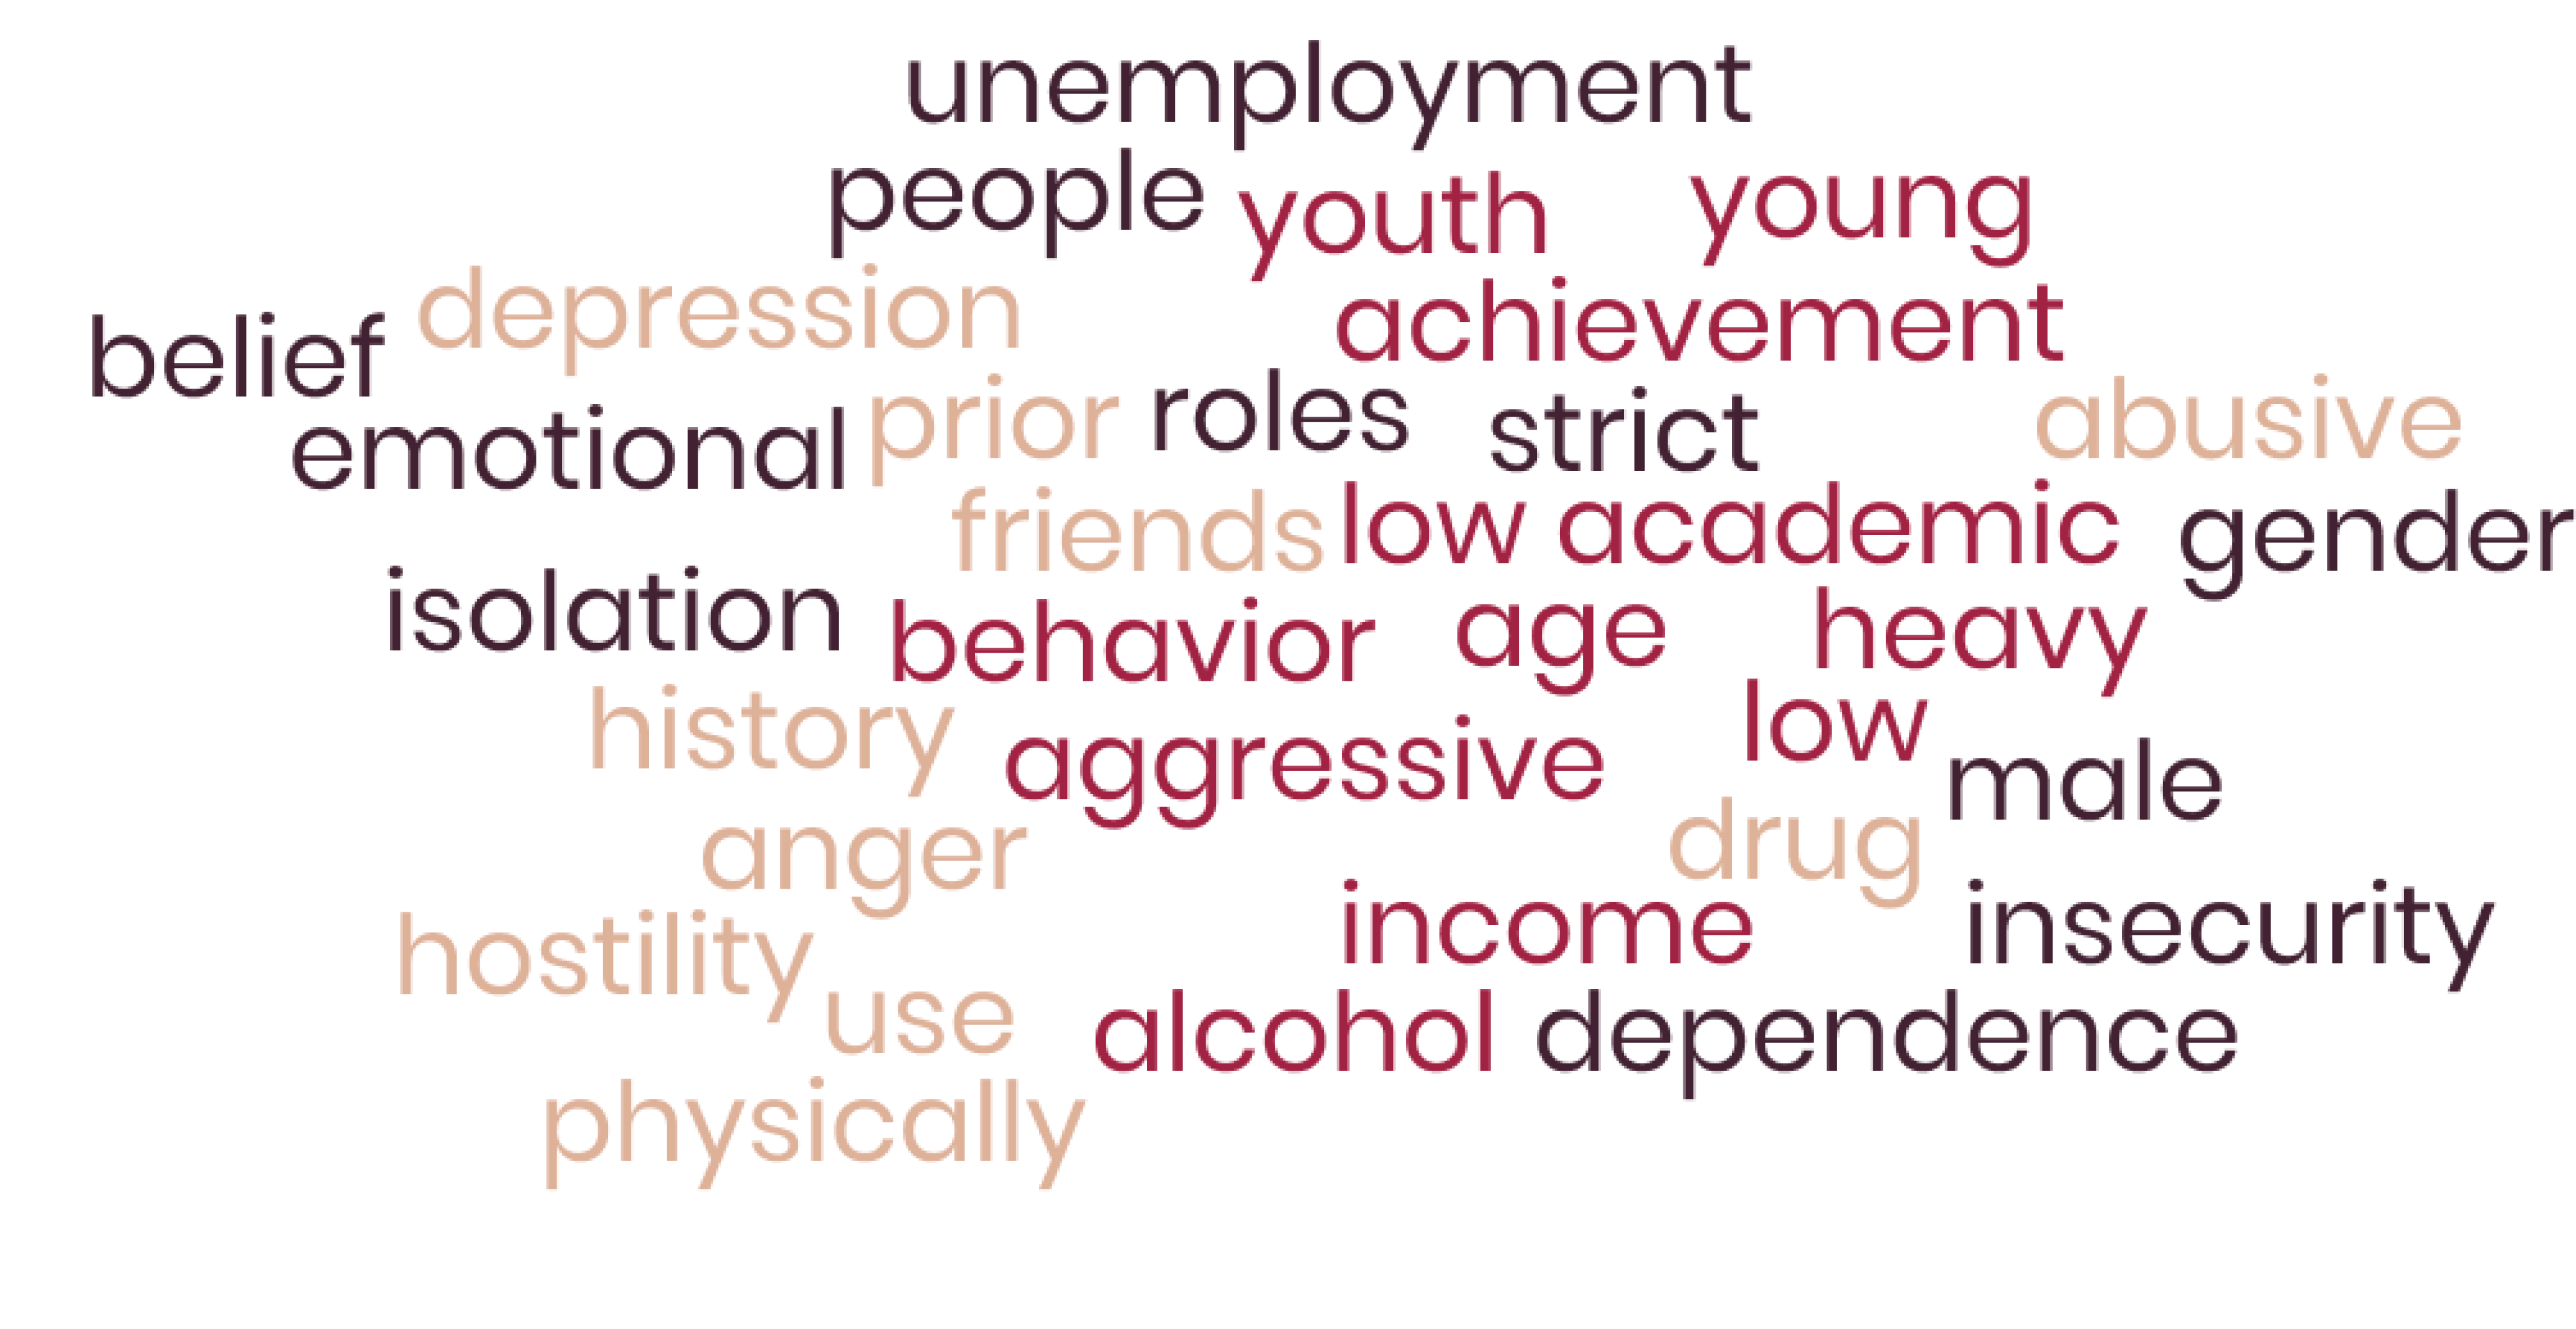 unemployment
people youth young
belief depression achievement
emotional prior roles strict abusive
friends low academic gender
isolation behavior age heavy
history aggressive low male
anger drug
hostility income insecurity
use alcohol dependence
physically